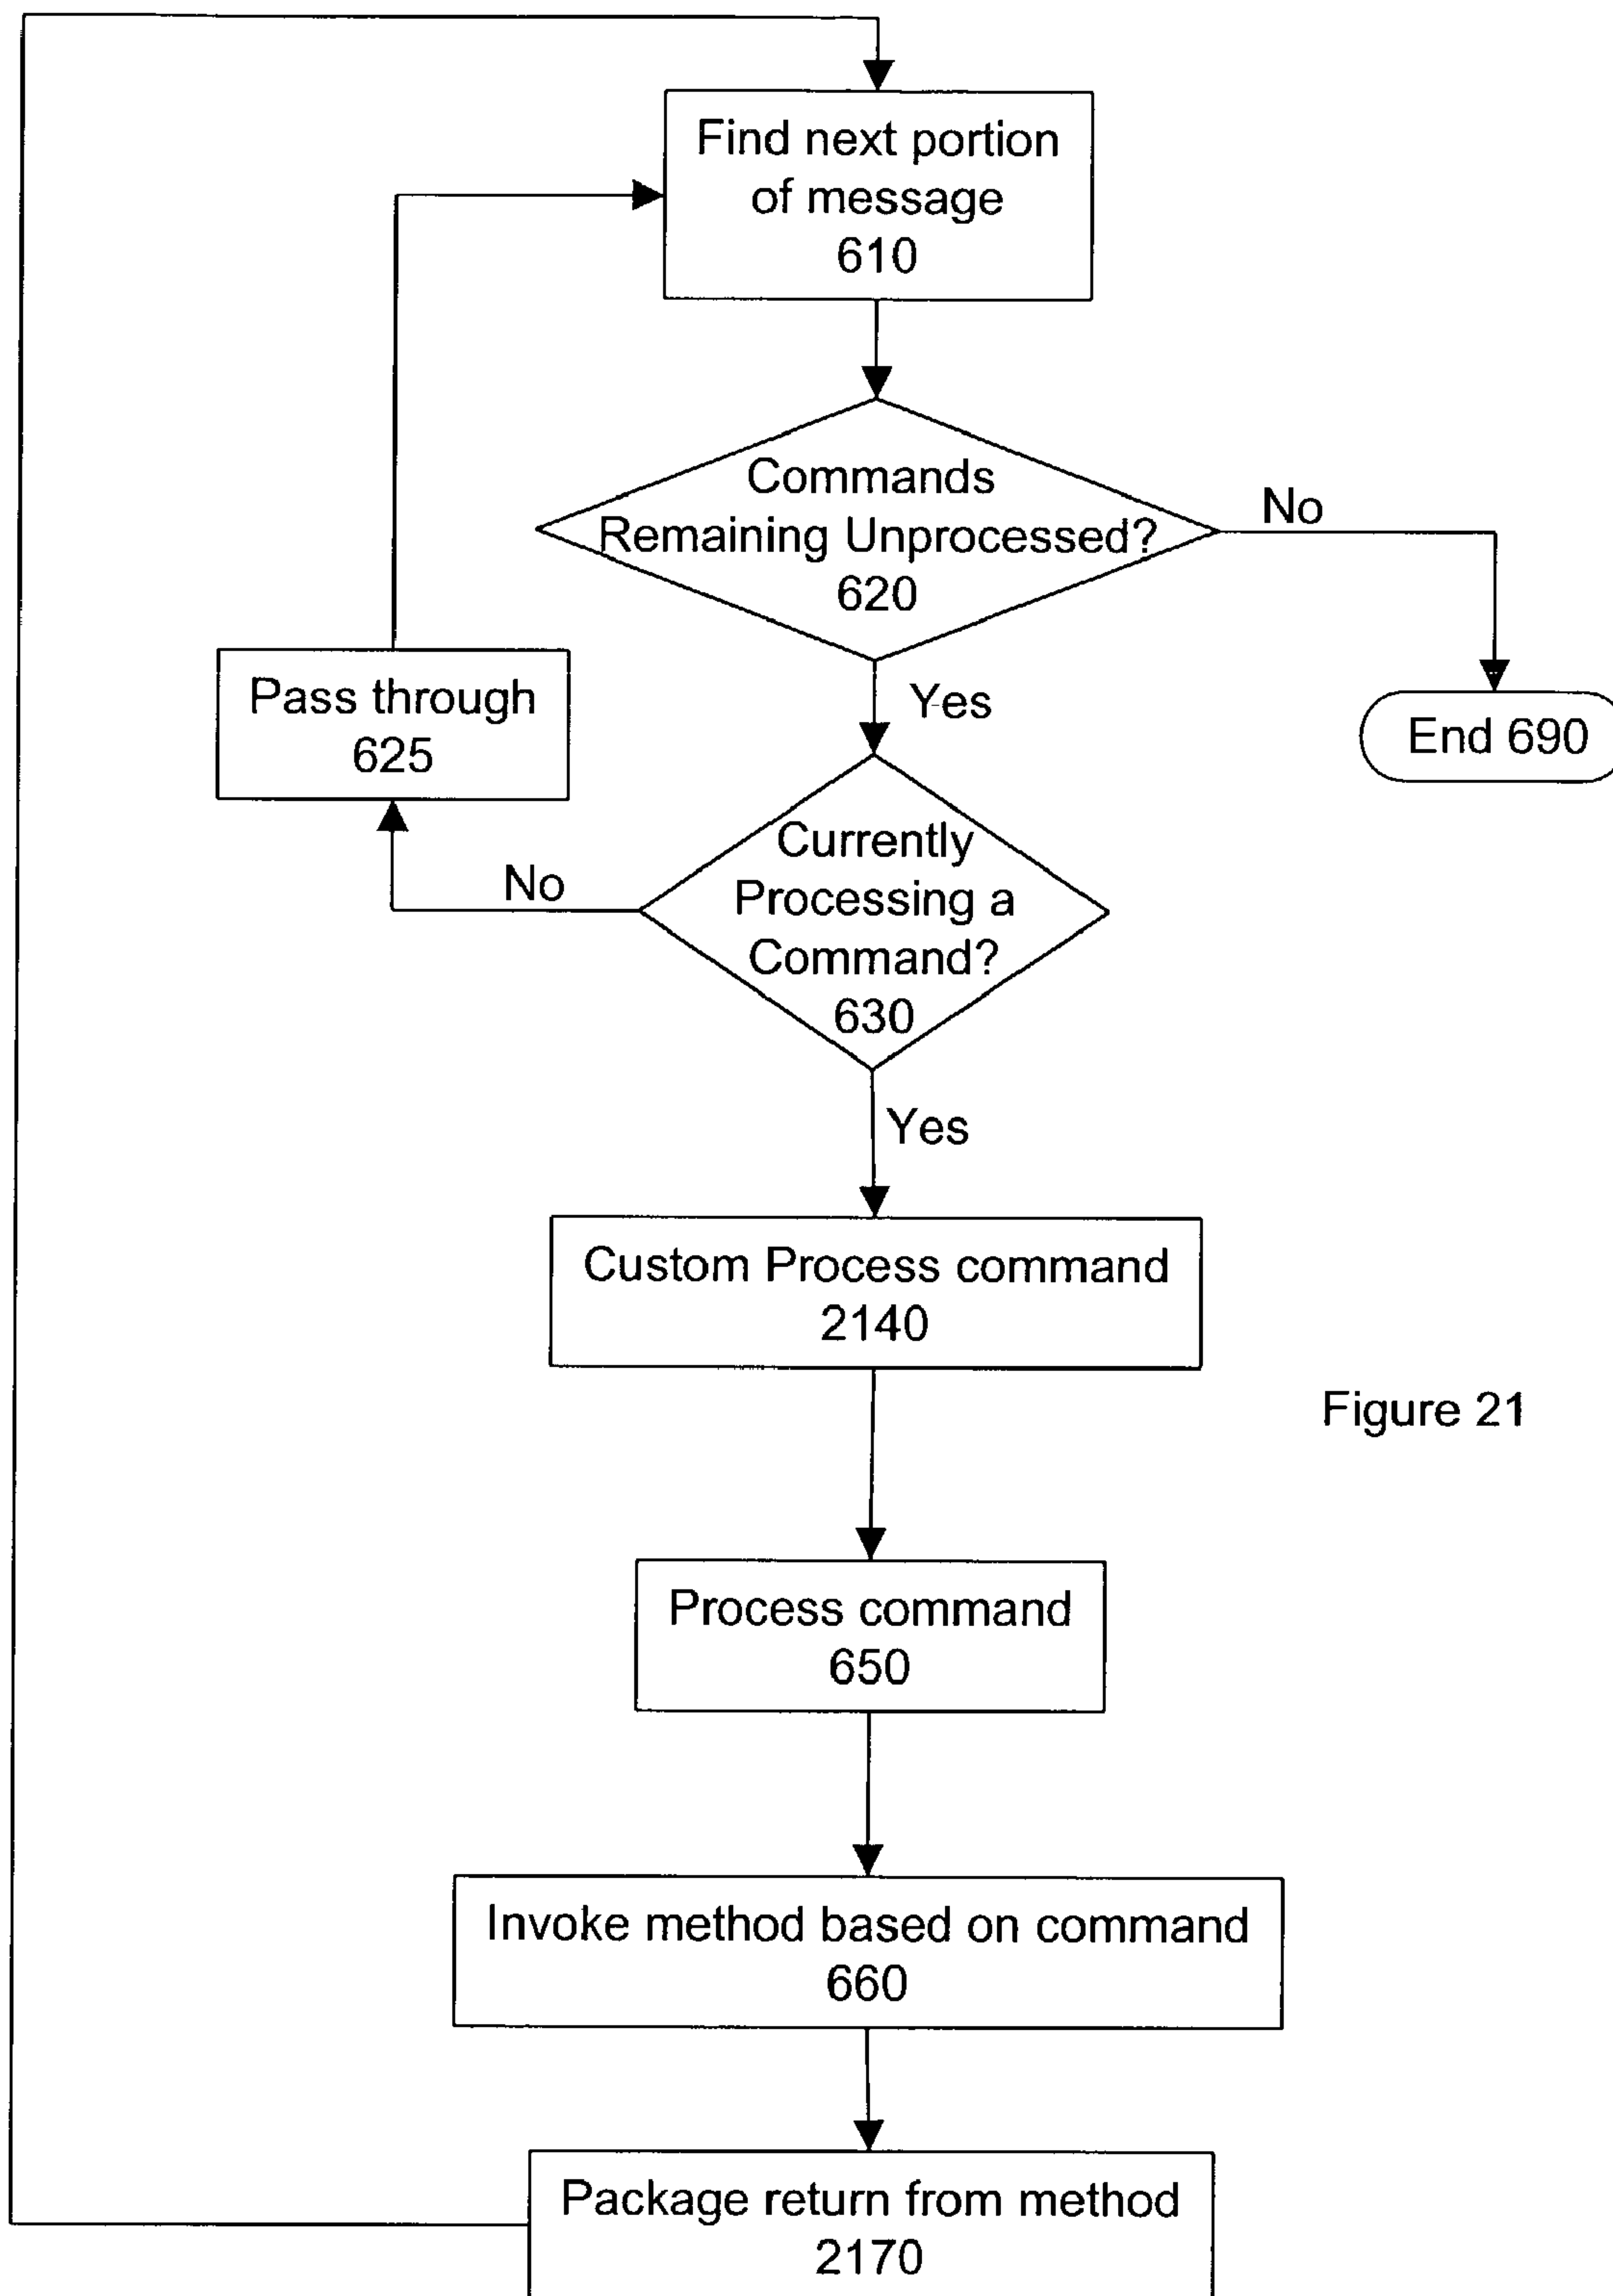 Find next portion
of message
610
Commands
Remaining Unprocessed?
620
No
Yes
End 690
Pass through
625
Currently
Processing a
Command?
630
No
Yes
Custom Process command
2140
Figure 21
Process command
650
Invoke method based on command
660
Package return from method
2170